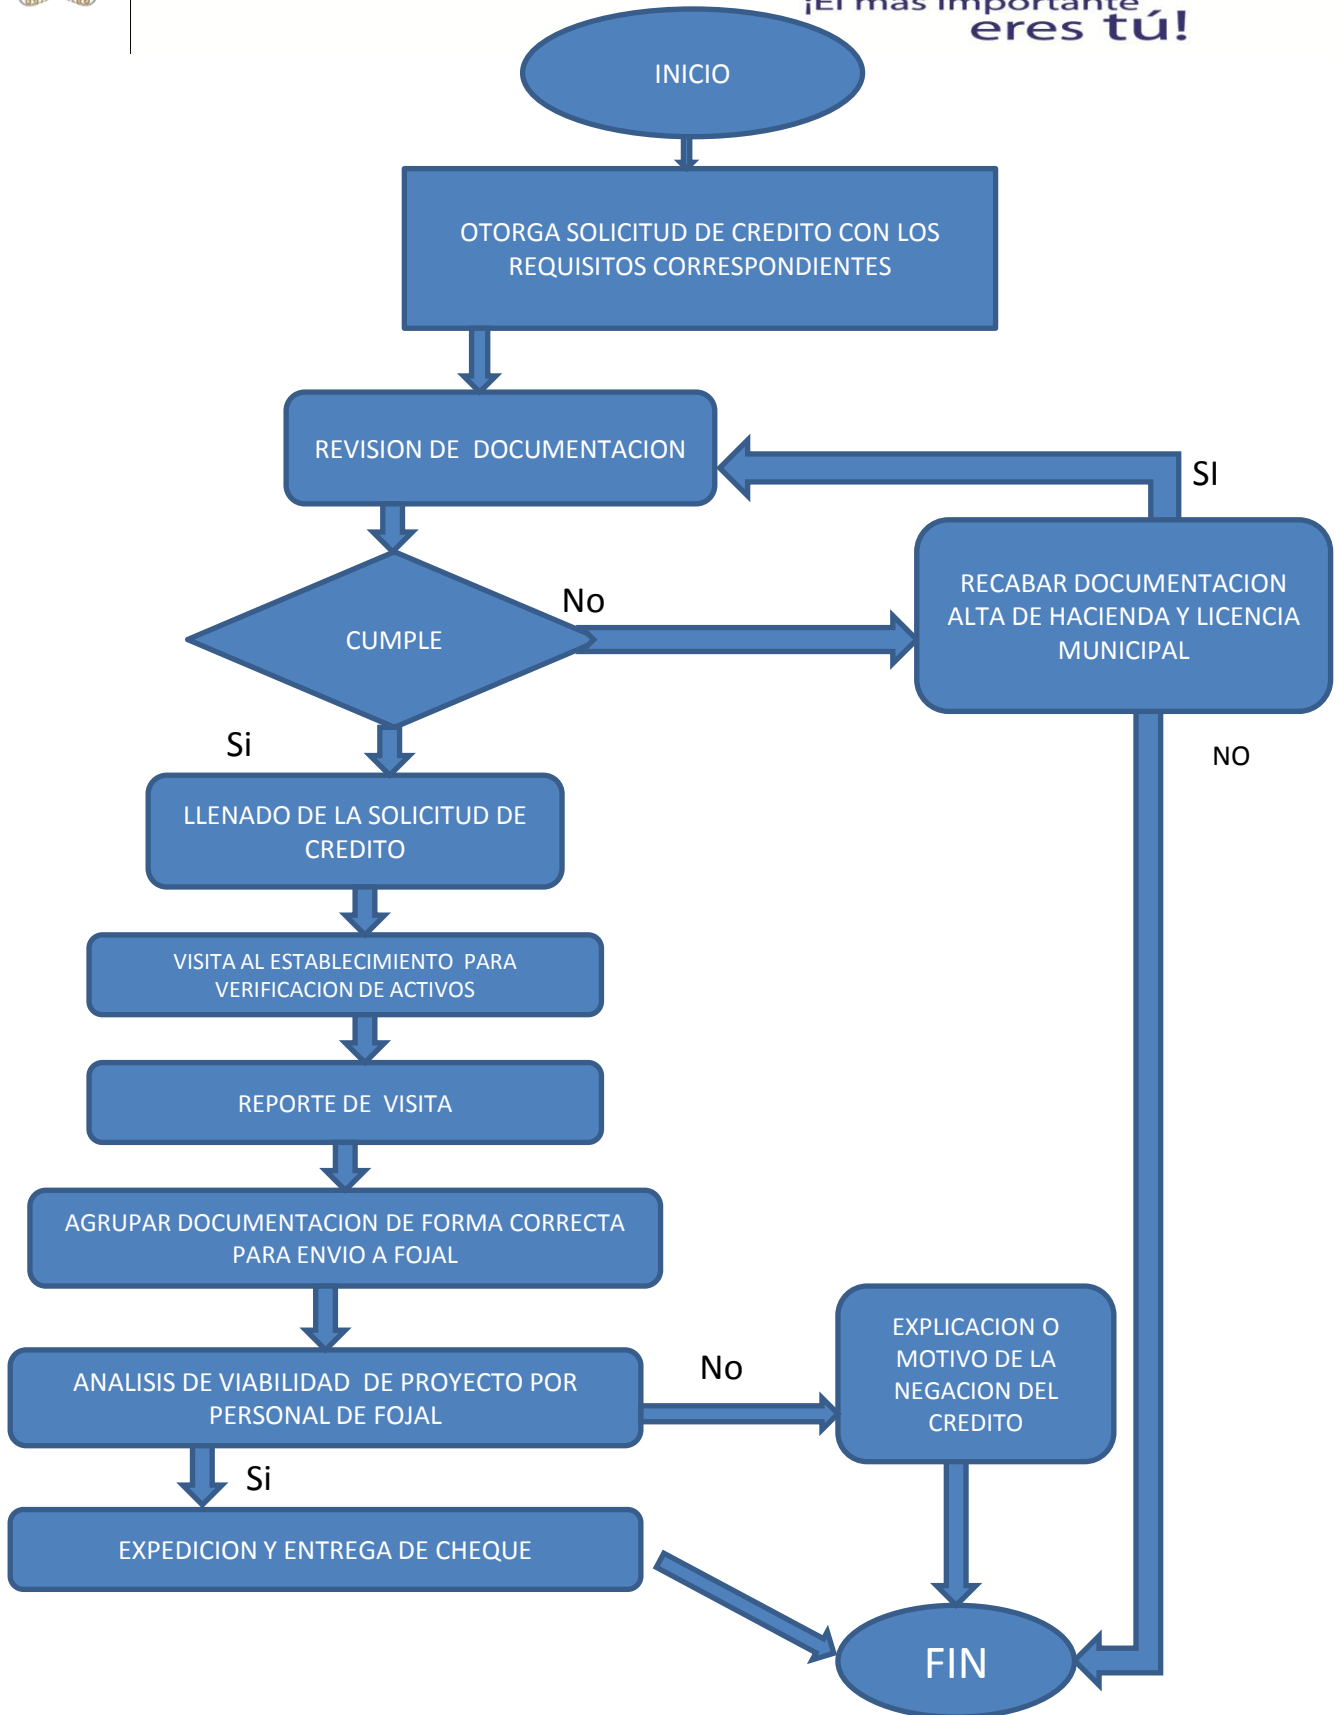 ¡El más importante
eres tú!
INICIO
OTORGA SOLICITUD DE CREDITO CON LOS
REQUISITOS CORRESPONDIENTES
REVISION DE DOCUMENTACION
SI
RECABAR DOCUMENTACION
ALTA DE HACIENDA Y LICENCIA
MUNICIPAL
No
CUMPLE
Si
NO
LLENADO DE LA SOLICITUD DE
CREDITO
VISITA AL ESTABLECIMIENTO PARA
VERIFICACION DE ACTIVOS
REPORTE DE VISITA
AGRUPAR DOCUMENTACION DE FORMA CORRECTA
PARA ENVIO A FOJAL
ANALISIS DE VIABILIDAD DE PROYECTO POR
PERSONAL DE FOJAL
No
EXPLICACION O
MOTIVO DE LA
NEGACION DEL
CREDITO
Si
EXPEDICION Y ENTREGA DE CHEQUE
FIN